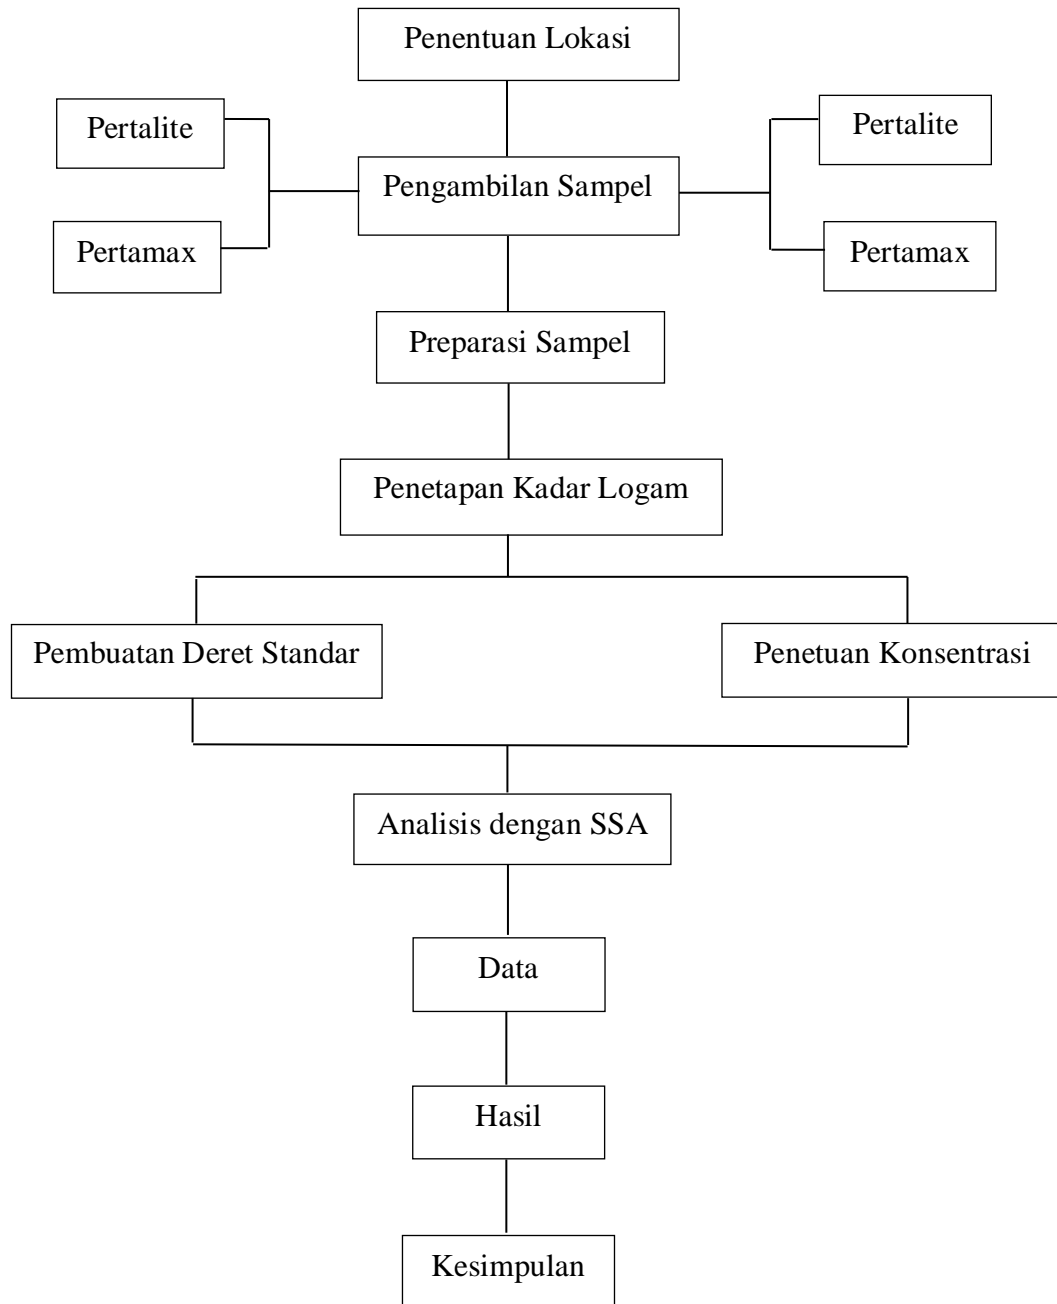 Penentuan Lokasi
Pertalite
Pertalite
Pengambilan Sampel
Pertamax
Pertamax
Preparasi Sampel
Penetapan Kadar Logam
Pembuatan Deret Standar
Penetuan Konsentrasi
Analisis dengan SSA
Data
Hasil
Kesimpulan